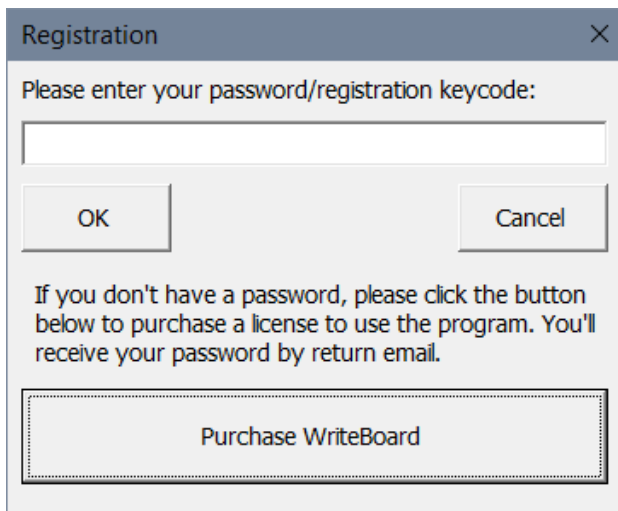 Registration
Please enter your password/registration keycode:
OK
Cancel
If you don't have a password, please click the button
below to purchase a license to use the program. You'll
receive your password by return email.
Purchase WriteBoard